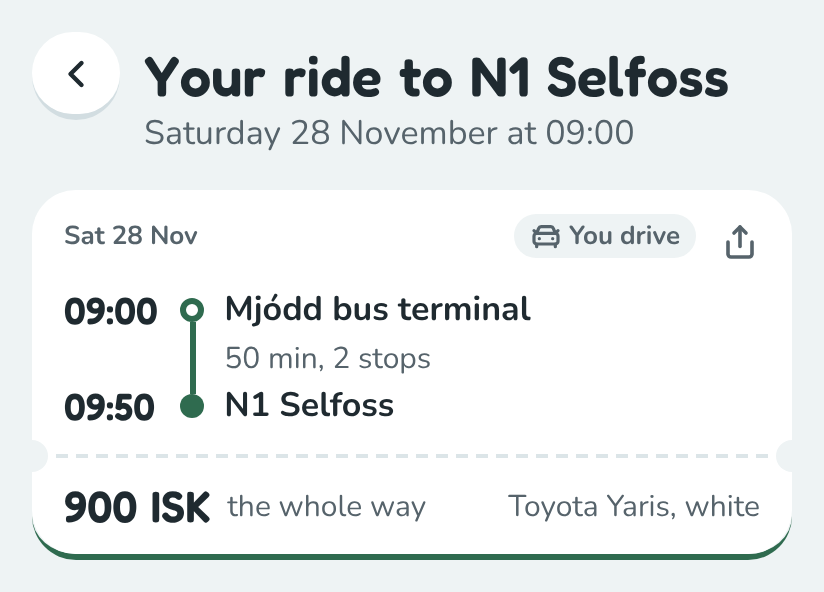 Your ride to N1 Selfoss
Saturday 28 November at 09:00
Sat 28 Nov
You drive
09:00 Mjódd bus terminal
50 min, 2 stops
09:50 N1 Selfoss
900 ISK the whole way
Toyota Yaris, white